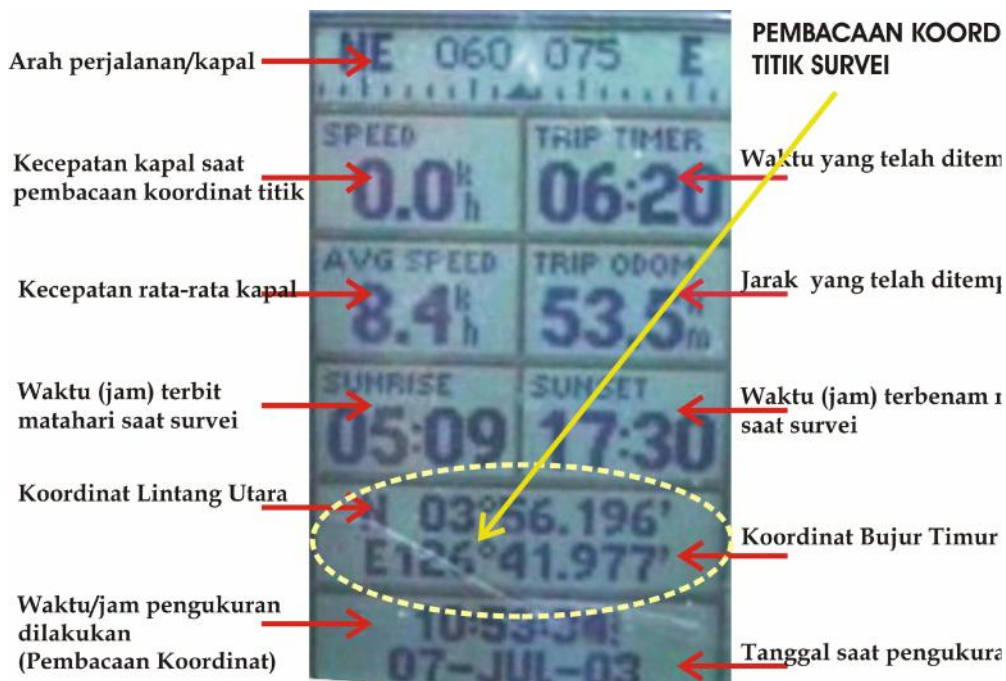 PEMBACAAN KOORD
TITIK SURVEI
Arah perjalanan/kapal
NE 060 075 E
Kecepatan kapal saat
pembacaan koordinat titik
SPEED
0.0 k/h
TRIP TIMER
06:20
Waktu yang telah ditem
Kecepatan rata-rata kapal
AVG SPEED
8.4 k/h
TRIP ODOM
53.5
Jarak yang telah ditemp
Waktu (jam) terbit
matahari saat survei
SUNRISE
05:09
SUNSET
17:30
Waktu (jam) terbenam
saat survei
Koordinat Lintang Utara
N 03°56.196'
E126°41.977'
Koordinat Bujur Timur
Waktu/jam pengukuran
dilakukan
(Pembacaan Koordinat)
07-JUL-03
Tanggal saat pengukura